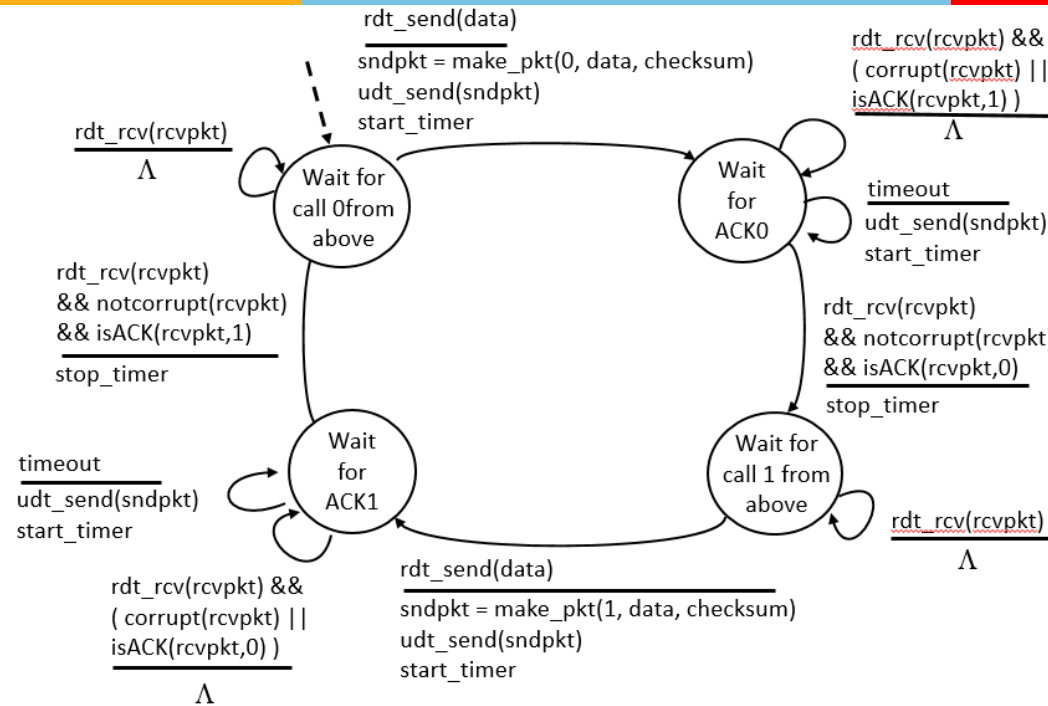 rdt_send(data)
sndpkt = make_pkt(0, data, checksum)
udt_send(sndpkt)
start_timer
rdt_rcv(rcvpkt) &&
( corrupt(rcvpkt) ||
isACK(rcvpkt,1) )
Λ
rdt_rcv(rcvpkt)
Λ
Wait for
call 0from
above
Wait
for
ACK0
timeout
udt_send(sndpkt)
start_timer
rdt_rcv(rcvpkt)
&& notcorrupt(rcvpkt)
&& isACK(rcvpkt,1)
stop_timer
rdt_rcv(rcvpkt)
&& notcorrupt(rcvpkt
&& isACK(rcvpkt,0)
stop_timer
Wait
for
ACK1
Wait for
call 1 from
above
timeout
udt_send(sndpkt)
start_timer
rdt_rcv(rcvpkt)
Λ
rdt_rcv(rcvpkt) &&
( corrupt(rcvpkt) ||
isACK(rcvpkt,0) )
Λ
rdt_send(data)
sndpkt = make_pkt(1, data, checksum)
udt_send(sndpkt)
start_timer